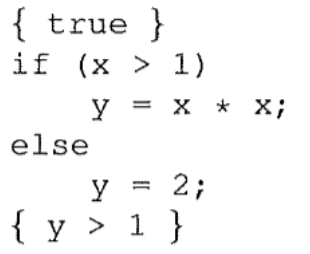 { true }
if (x > 1)
    y = x * x;
else
    y = 2;
{ y > 1 }